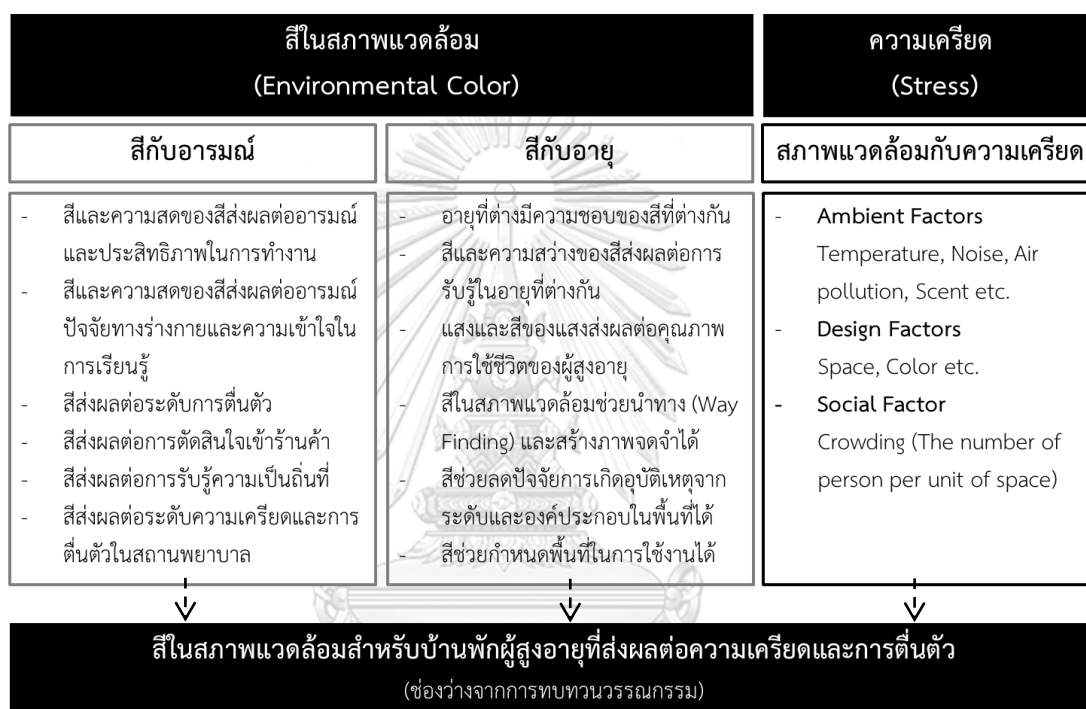 สีในสภาพแวดล้อม
(Environmental Color)
ความเครียด
(Stress)
สีกับอารมณ์
สีกับอายุ
สภาพแวดล้อมกับความเครียด
- สีและความสดของสีส่งผลต่ออารมณ์
และประสิทธิภาพในการทำงาน
- สีและความสดของสีส่งผลต่ออารมณ์
ปัจจัยทางร่างกายและความเข้าใจใน
การเรียนรู้
- สีส่งผลต่อระดับการตื่นตัว
- สีส่งผลต่อการตัดสินใจเข้าร้านค้า
- สีส่งผลต่อการรับรู้ความเป็นถิ่นที่
- สีส่งผลต่อระดับความเครียดและการ
ตื่นตัวในสถานพยาบาล
- อายุที่ต่างมีความชอบของสีที่ต่างกัน
- สีและความสว่างของสีส่งผลต่อการ
รับรู้ในอายุที่ต่างกัน
- แสงและสีของแสงส่งผลต่อคุณภาพ
การใช้ชีวิตของผู้สูงอายุ
- สีในสภาพแวดล้อมช่วยนำทาง (Way
Finding) และสร้างภาพจดจำได้
- สีช่วยลดปัจจัยการเกิดอุบัติเหตุจาก
ระดับและองค์ประกอบในพื้นที่ได้
- สีช่วยกำหนดพื้นที่ในการใช้งานได้
- Ambient Factors
Temperature, Noise, Air
pollution, Scent etc.
- Design Factors
Space, Color etc.
- Social Factor
Crowding (The number of
person per unit of space)
สีในสภาพแวดล้อมสำหรับบ้านพักผู้สูงอายุที่ส่งผลต่อความเครียดและการตื่นตัว
(ช่องว่างจากการทบทวนวรรณกรรม)